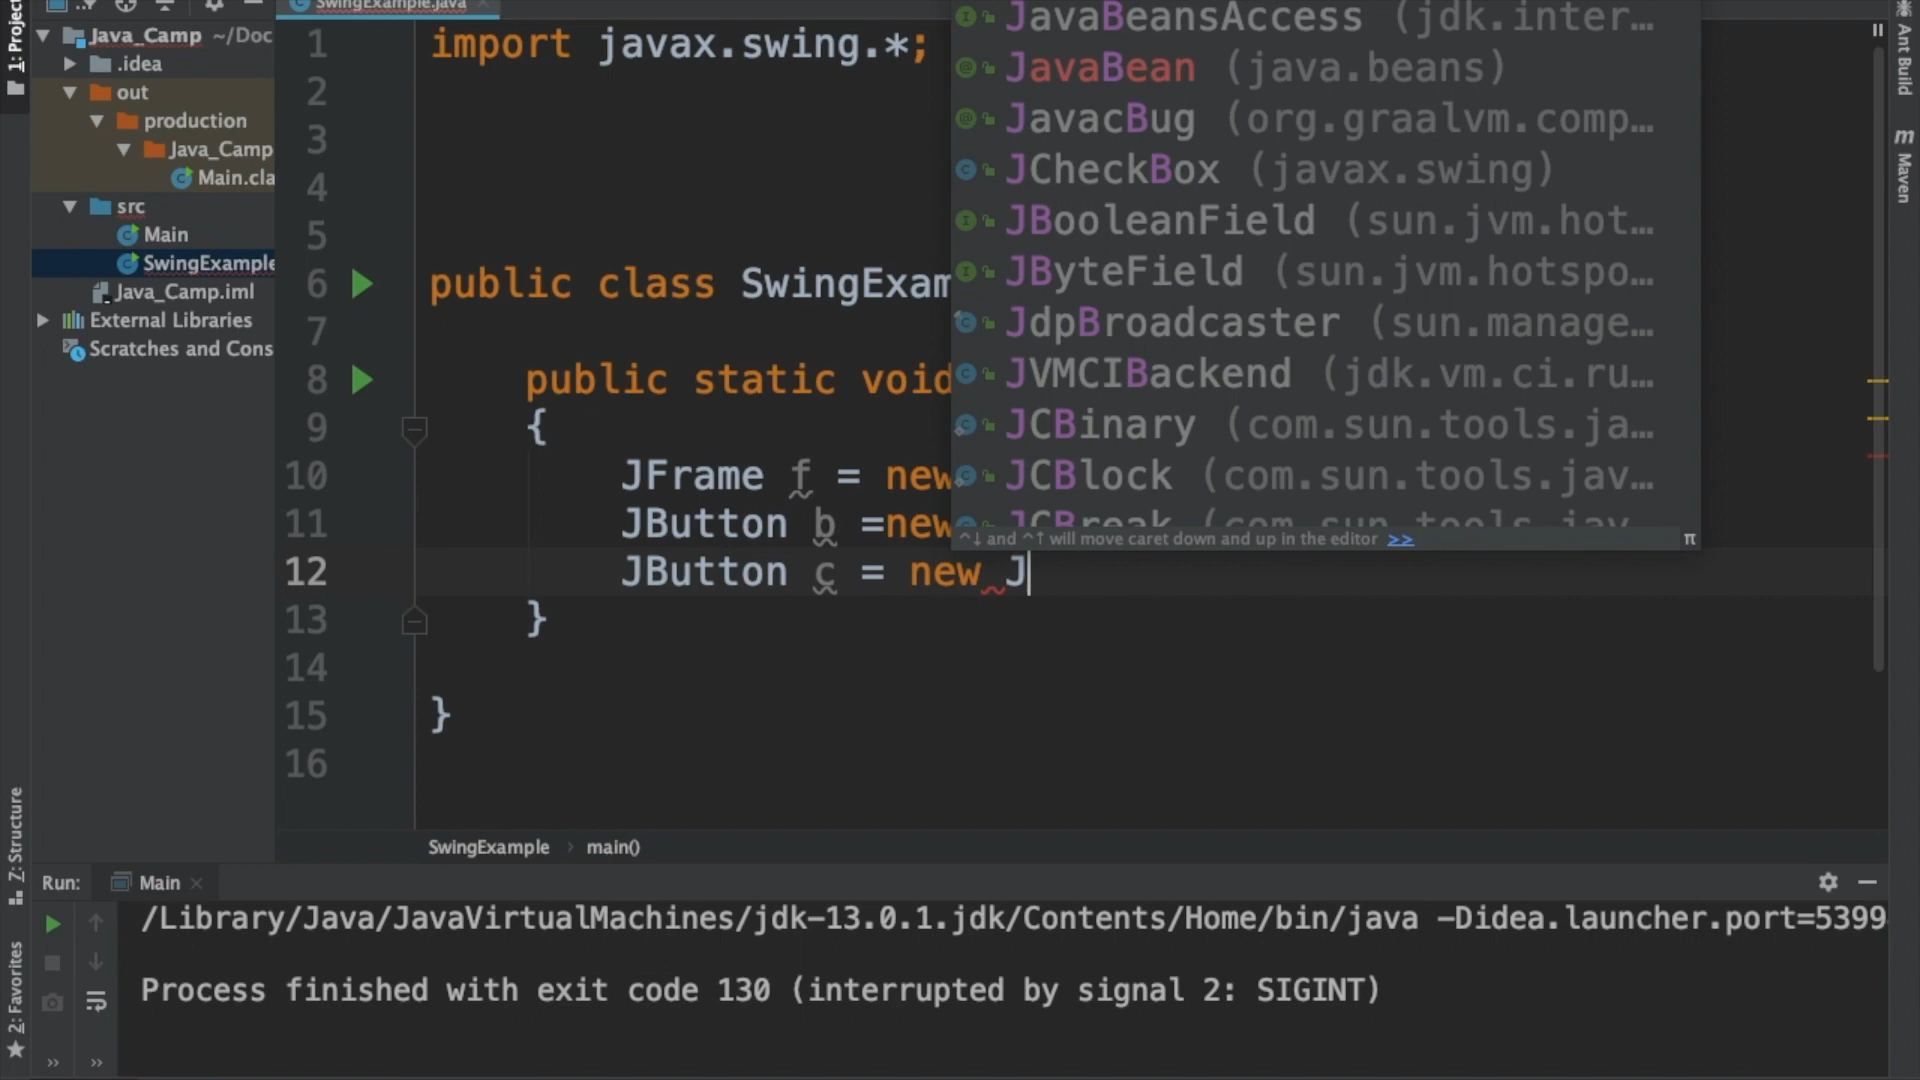 SwingExample.java
1: Project
Java_Camp ~/Doc
.idea
out
production
Java_Camp
Main.cla
src
Main
SwingExample
Java_Camp.iml
External Libraries
Scratches and Cons
1 import javax.swing.*;
2
3
4
5
6 public class SwingExam
7
8 public static void
9 {
10 JFrame f = new
11 JButton b =new
12 JButton c = new J
13 }
14
15 }
16
JavaBeansAccess (jdk.inter…
JavaBean (java.beans)
JavacBug (org.graalvm.comp…
JCheckBox (javax.swing)
JBooleanField (sun.jvm.hot…
JByteField (sun.jvm.hotspo…
JdpBroadcaster (sun.manage…
JVMCIBackend (jdk.vm.ci.ru…
JCBinary (com.sun.tools.ja…
JCBlock (com.sun.tools.jav…
JCBreak (com.sun.tools.jav
^↓ and ^↑ will move caret down and up in the editor >> π
Ant Build
m Maven
SwingExample › main()
Z: Structure
2: Favorites
Run: Main
/Library/Java/JavaVirtualMachines/jdk-13.0.1.jdk/Contents/Home/bin/java -Didea.launcher.port=5399
Process finished with exit code 130 (interrupted by signal 2: SIGINT)